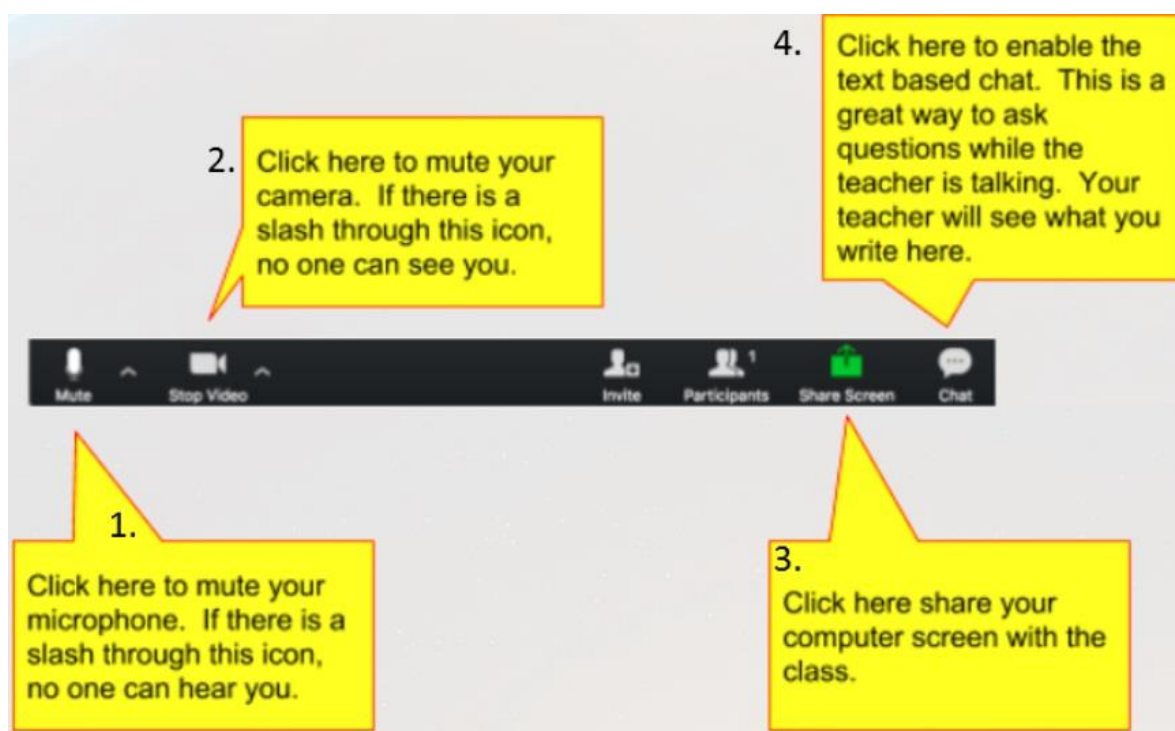 4.
Click here to enable the
text based chat.  This is a
great way to ask
questions while the
teacher is talking.  Your
teacher will see what you
write here.
2.
Click here to mute your
camera.  If there is a
slash through this icon,
no one can see you.
Mute
Stop Video
Invite
Participants
1
Share Screen
Chat
1.
Click here to mute your
microphone.  If there is a
slash through this icon,
no one can hear you.
3.
Click here share your
computer screen with the
class.